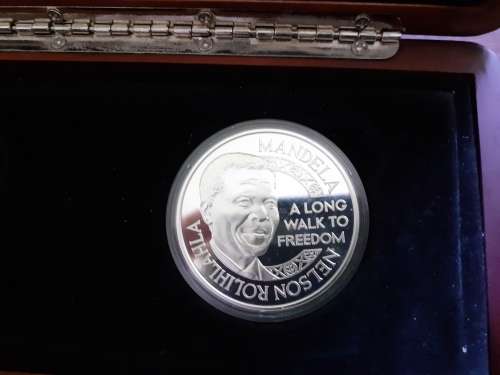 NELSON ROLIHLAHLA MANDELA
A LONG
WALK TO
FREEDOM